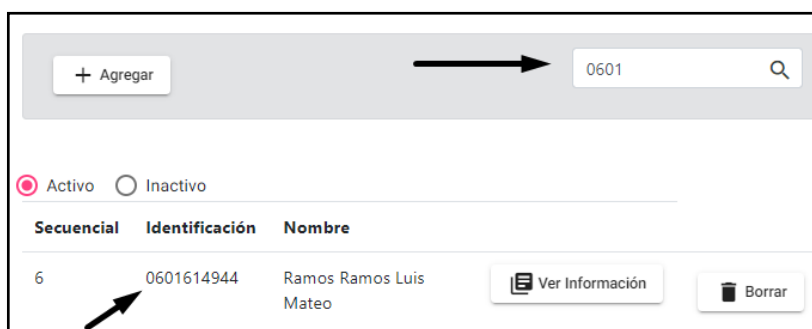 + Agregar
0601
Activo
Inactivo
Secuencial Identificación Nombre
6 0601614944 Ramos Ramos Luis
Mateo
Ver Información
Borrar